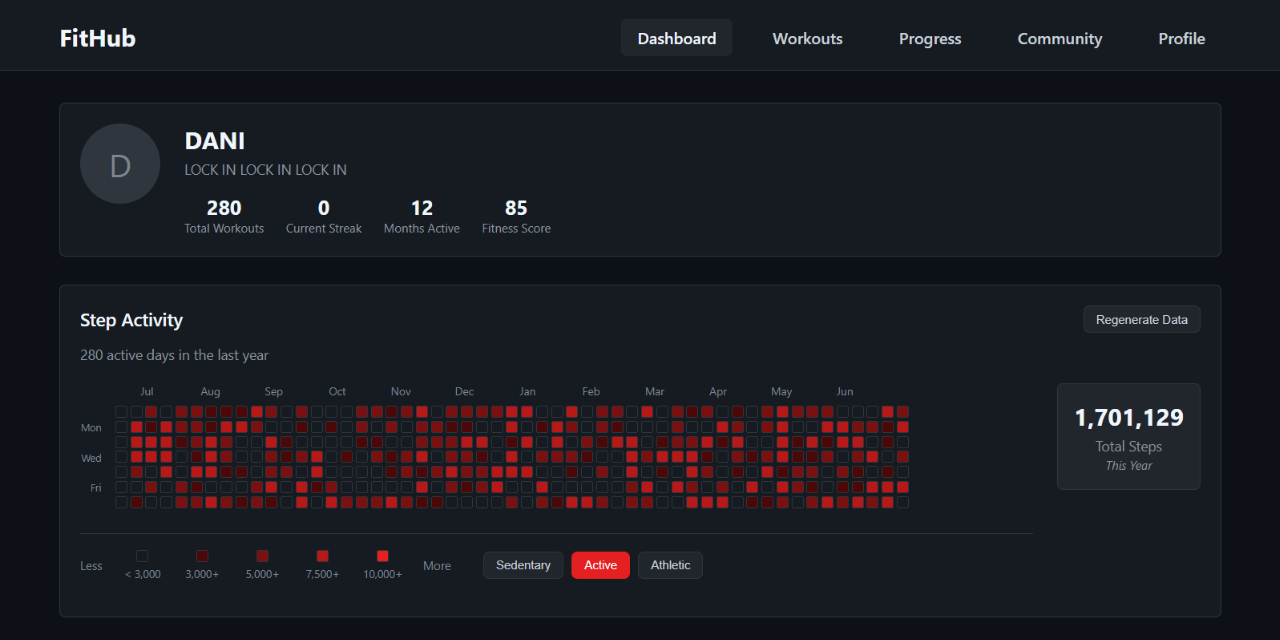 FitHub
Dashboard Workouts Progress Community Profile
D
DANI
LOCK IN LOCK IN LOCK IN
280 0 12 85
Total Workouts Current Streak Months Active Fitness Score
Step Activity
Regenerate Data
280 active days in the last year
Jul Aug Sep Oct Nov Dec Jan Feb Mar Apr May Jun
Mon
Wed
Fri
1,701,129
Total Steps
This Year
Less
< 3,000 3,000+ 5,000+ 7,500+ 10,000+
More
Sedentary Active Athletic